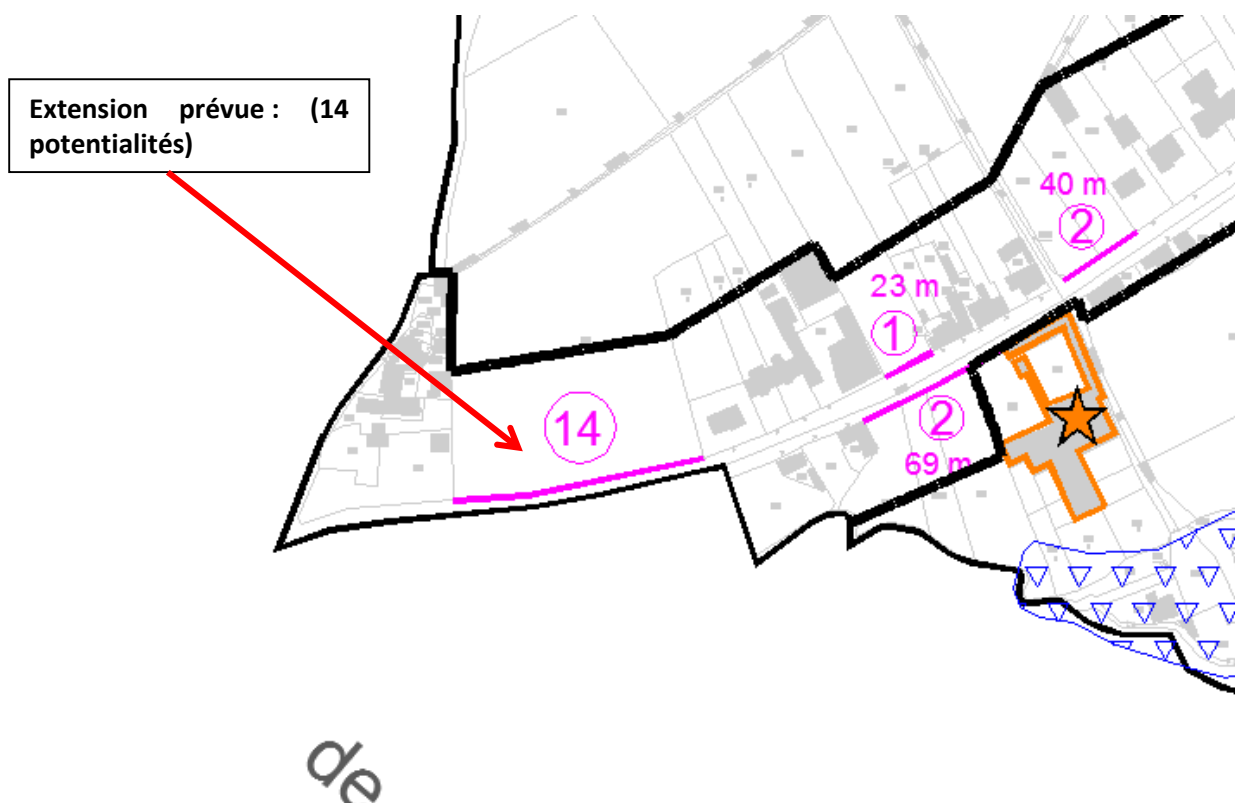 Extension prévue : (14
potentialités)
40 m
2
23 m
1
14
2
69 m
de